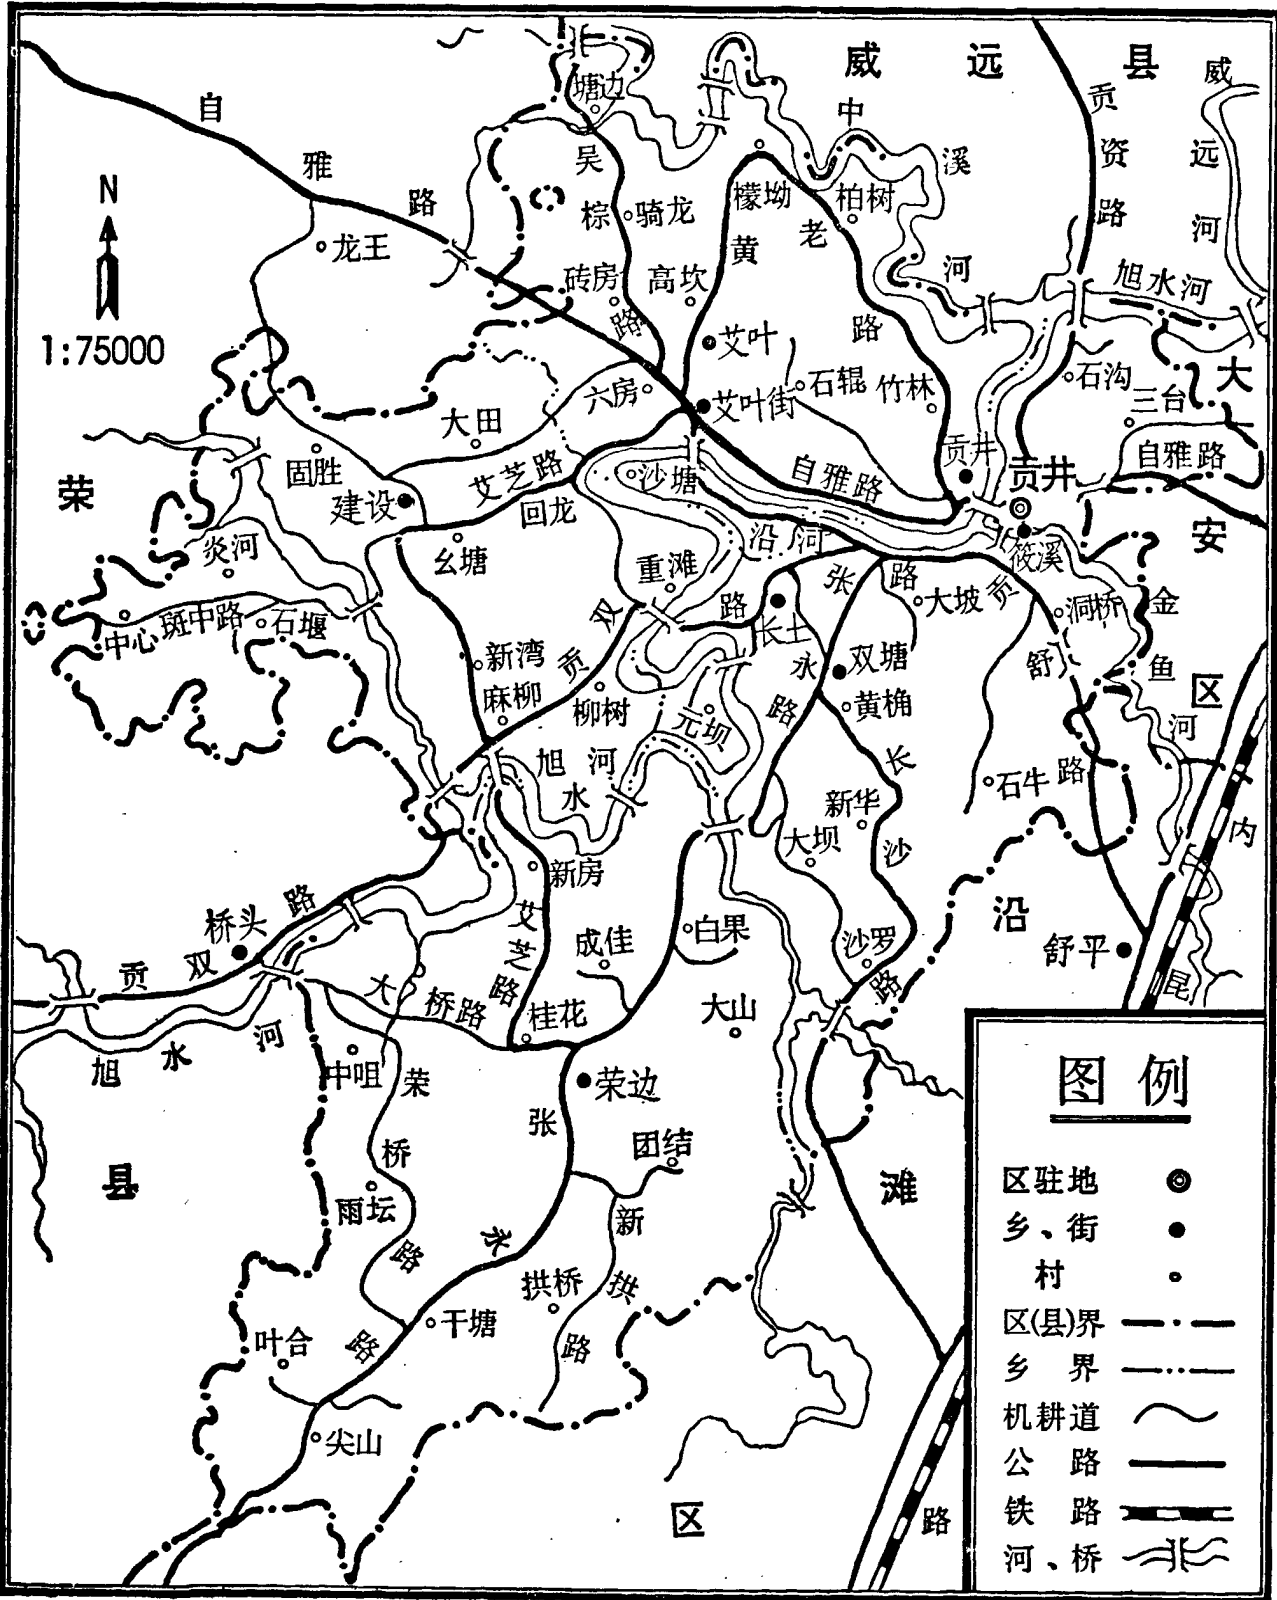 威远县
威远河
中溪河
贡资路
自雅路
塘边
吴棕路
骑龙
檬坳
柏树
黄老路
N
龙王
砖房
高坎
旭水河
1:75000
艾叶
石沟
大安区
六房
艾叶街
石辊
竹林
三台
大田
贡井
自雅路
固胜
艾芝路
沙塘
自雅路
贡井
荣县
建设
回龙
沿河路
筱溪
炎河
幺塘
重滩
张永路
大坡
贡舒路
洞桥
金鱼河
中心
斑中路
石堰
双贡
长土
新湾
双塘
麻柳
柳树
元坝
黄桷
旭水河
长沙路
石牛
新华
大坝
内昆路
新房
桥头
贡双路
艾芝路
成佳
白果
沙罗
沿滩区
舒平
大桥路
桂花
大山
旭水河
中咀
荣桥路
荣边
张永路
团结
雨坛
新拱路
拱桥
叶合
干塘
尖山
图例
区驻地
乡、街
村
区(县)界
乡界
机耕道
公路
铁路
河、桥